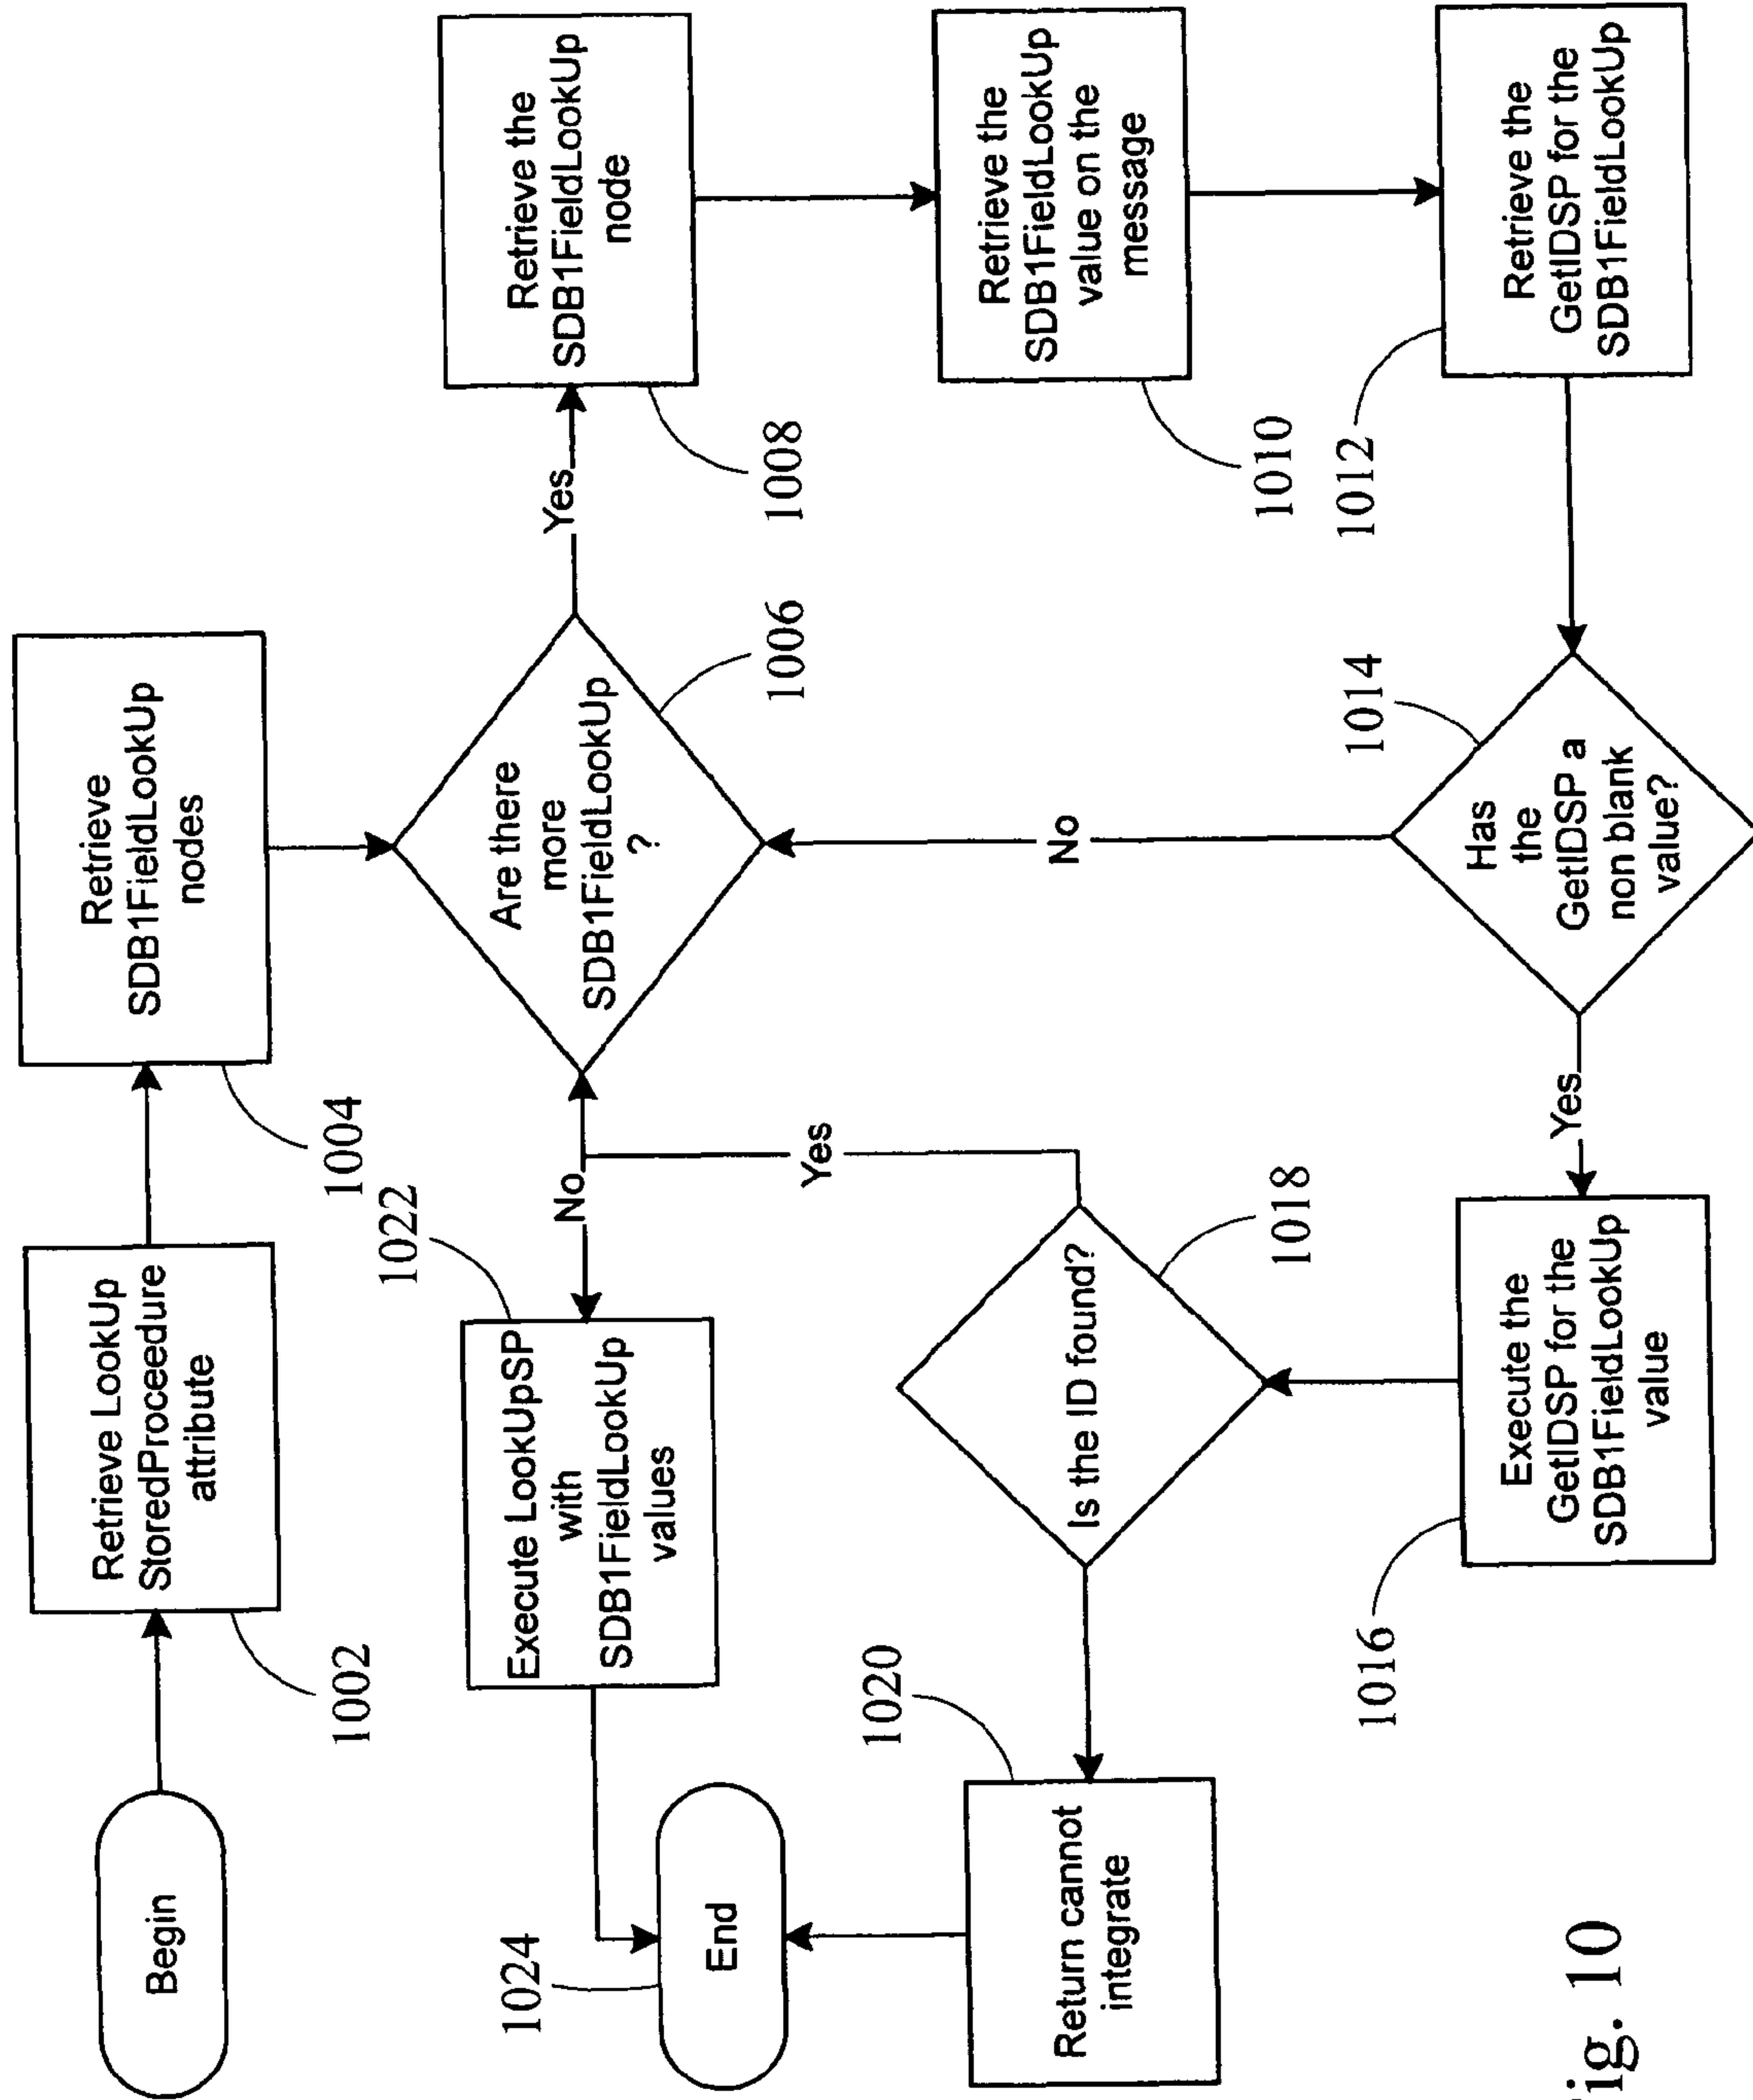 Begin
Retrieve LookUp
StoredProceedure
attribute
1002
Retrieve
SDB1FieldLookUp
nodes
1004
Are there
more
SDB1FieldLookUp
?
1006
Yes
Retrieve the
SDB1FieldLookUp
node
1008
Retrieve the
SDB1FieldLookUp
value on the
message
1010
Retrieve the
GetIDSP for the
SDB1FieldLookUp
1012
Has
the
GetIDSP a
non blank
value?
1014
No
Yes
Execute the
GetIDSP for the
SDB1FieldLookUp
value
1016
Is the ID found?
1018
Yes
No
Execute LookUpSP
with
SDB1FieldLookUp
values
1022
Return cannot
integrate
1020
End
1024
ig. 10